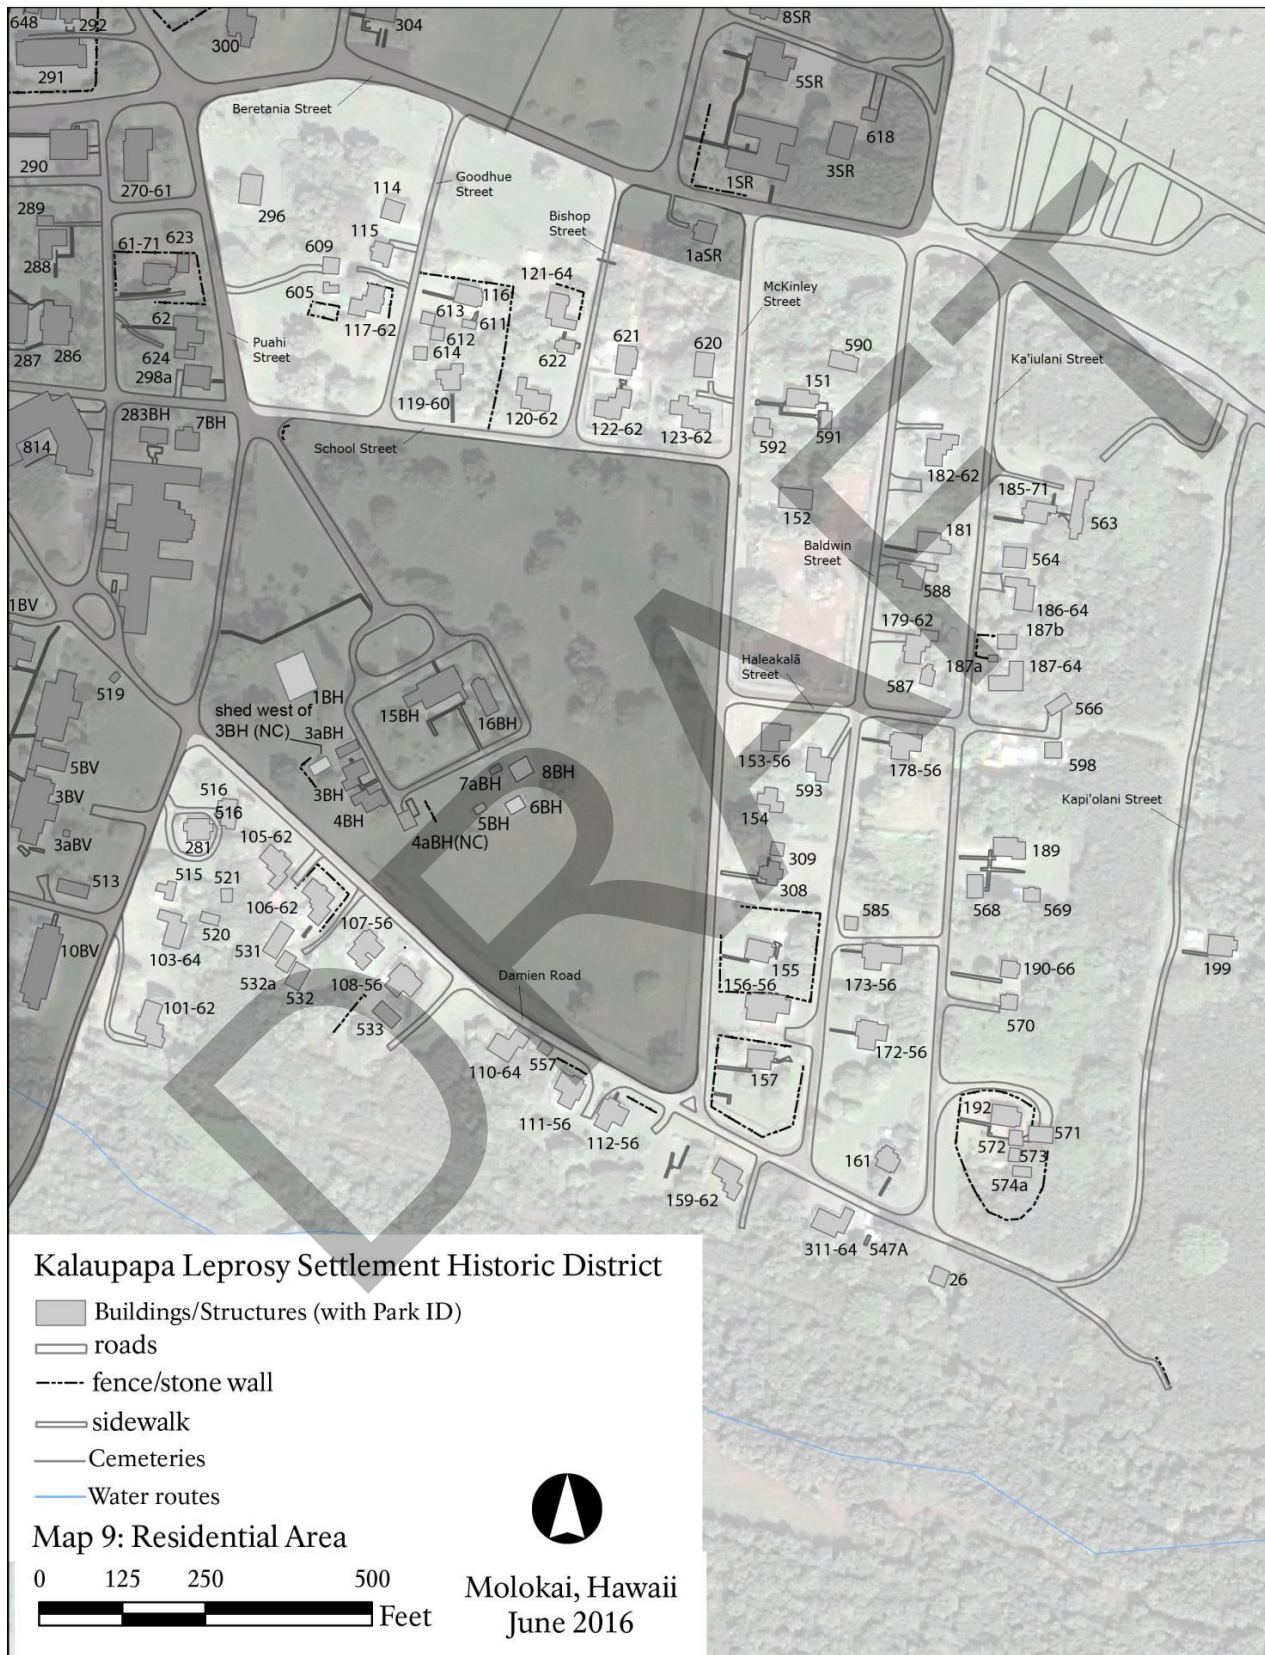 648
292
304
8SR
300
291
5SR
Beretania Street
618
290
270-61
3SR
1SR
Goodhue
Street
114
296
289
Bishop
Street
115
61-71
623
609
1aSR
288
121-64
McKinley
Street
605
116
613
611
62
117-62
612
Puahi
Street
287
286
624
614
622
621
620
590
Ka'iulani Street
298a
151
119-60
120-62
122-62
123-62
592
591
283BH
7BH
814
School Street
182-62
185-71
563
152
181
Baldwin
Street
564
588
186-64
1BV
179-62
187b
Haleakalā
Street
187a
187-64
519
1BH
587
shed west of
3BH (NC)
15BH
16BH
566
3aBH
153-56
178-56
598
5BV
7aBH
8BH
593
3BV
516
3BH
4BH
5BH
6BH
Kapi'olani Street
516
154
3aBV
281
105-62
4aBH(NC)
309
189
513
515
521
308
106-62
568
569
585
107-56
520
10BV
103-64
531
155
199
532a
532
108-56
Damien Road
156-56
173-56
190-66
101-62
533
570
172-56
110-64
557
157
111-56
112-56
192
571
572
573
161
574a
159-62
311-64
547A
26
DRAFT
Kalaupapa Leprosy Settlement Historic District
Buildings/Structures (with Park ID)
roads
fence/stone wall
sidewalk
Cemeteries
Water routes
Map 9: Residential Area
0 125 250 500
Feet
Molokai, Hawaii
June 2016